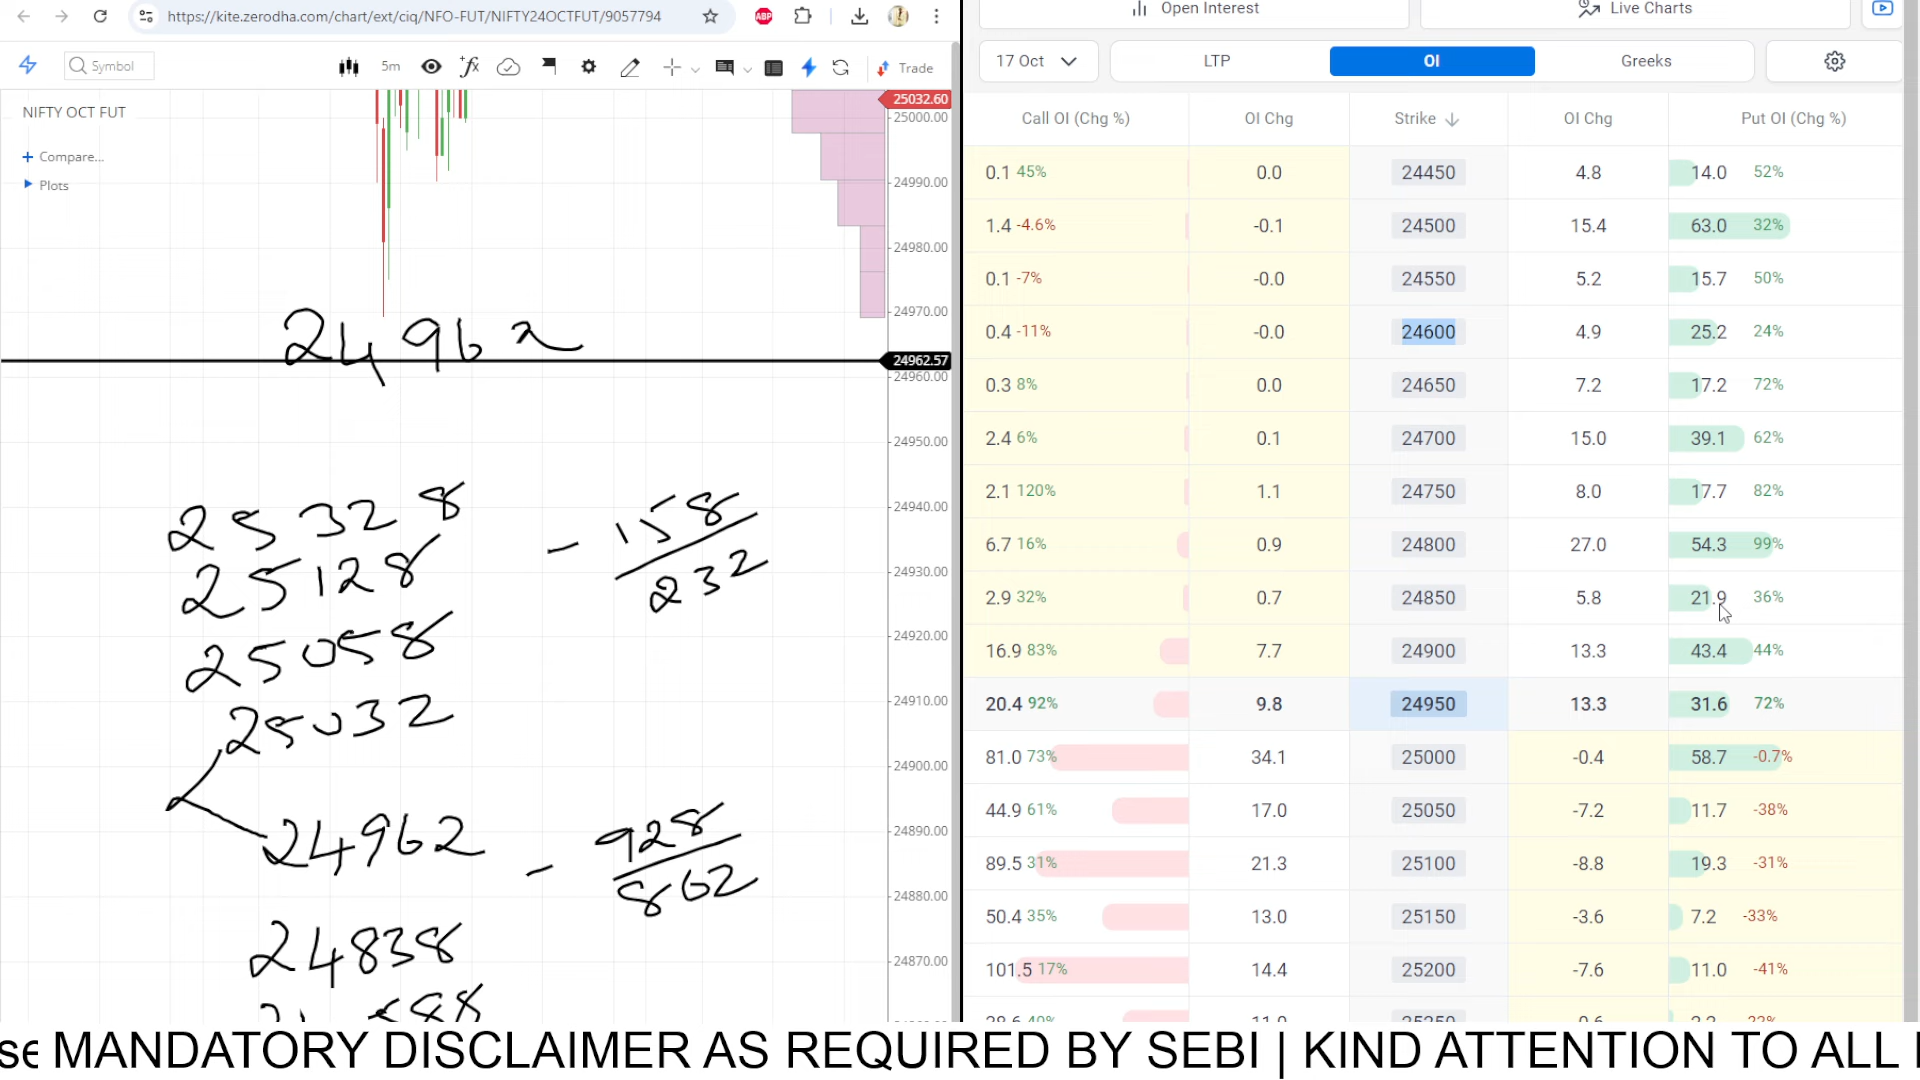 https://kite.zerodha.com/chart/ext/ciq/NFO-FUT/NIFTY24OCTFUT/9057794
ABP
Symbol
5m
Trade
NIFTY OCT FUT
+ Compare...
Plots
25032.60
25000.00
24990.00
24980.00
24970.00
24962.57
24960.00
24950.00
24940.00
24930.00
24920.00
24910.00
24900.00
24890.00
24880.00
24870.00
24962
25328
25128
- 158
232
25058
25032
24962
- 928
862
24838
Open Interest
Live Charts
17 Oct
LTP
OI
Greeks
Call OI (Chg %) OI Chg Strike ↓ OI Chg Put OI (Chg %)
0.1 45% 0.0 24450 4.8 14.0 52%
1.4 -4.6% -0.1 24500 15.4 63.0 32%
0.1 -7% -0.0 24550 5.2 15.7 50%
0.4 -11% -0.0 24600 4.9 25.2 24%
0.3 8% 0.0 24650 7.2 17.2 72%
2.4 6% 0.1 24700 15.0 39.1 62%
2.1 120% 1.1 24750 8.0 17.7 82%
6.7 16% 0.9 24800 27.0 54.3 99%
2.9 32% 0.7 24850 5.8 21.9 36%
16.9 83% 7.7 24900 13.3 43.4 44%
20.4 92% 9.8 24950 13.3 31.6 72%
81.0 73% 34.1 25000 -0.4 58.7 -0.7%
44.9 61% 17.0 25050 -7.2 11.7 -38%
89.5 31% 21.3 25100 -8.8 19.3 -31%
50.4 35% 13.0 25150 -3.6 7.2 -33%
101.5 17% 14.4 25200 -7.6 11.0 -41%
MANDATORY DISCLAIMER AS REQUIRED BY SEBI | KIND ATTENTION TO ALL